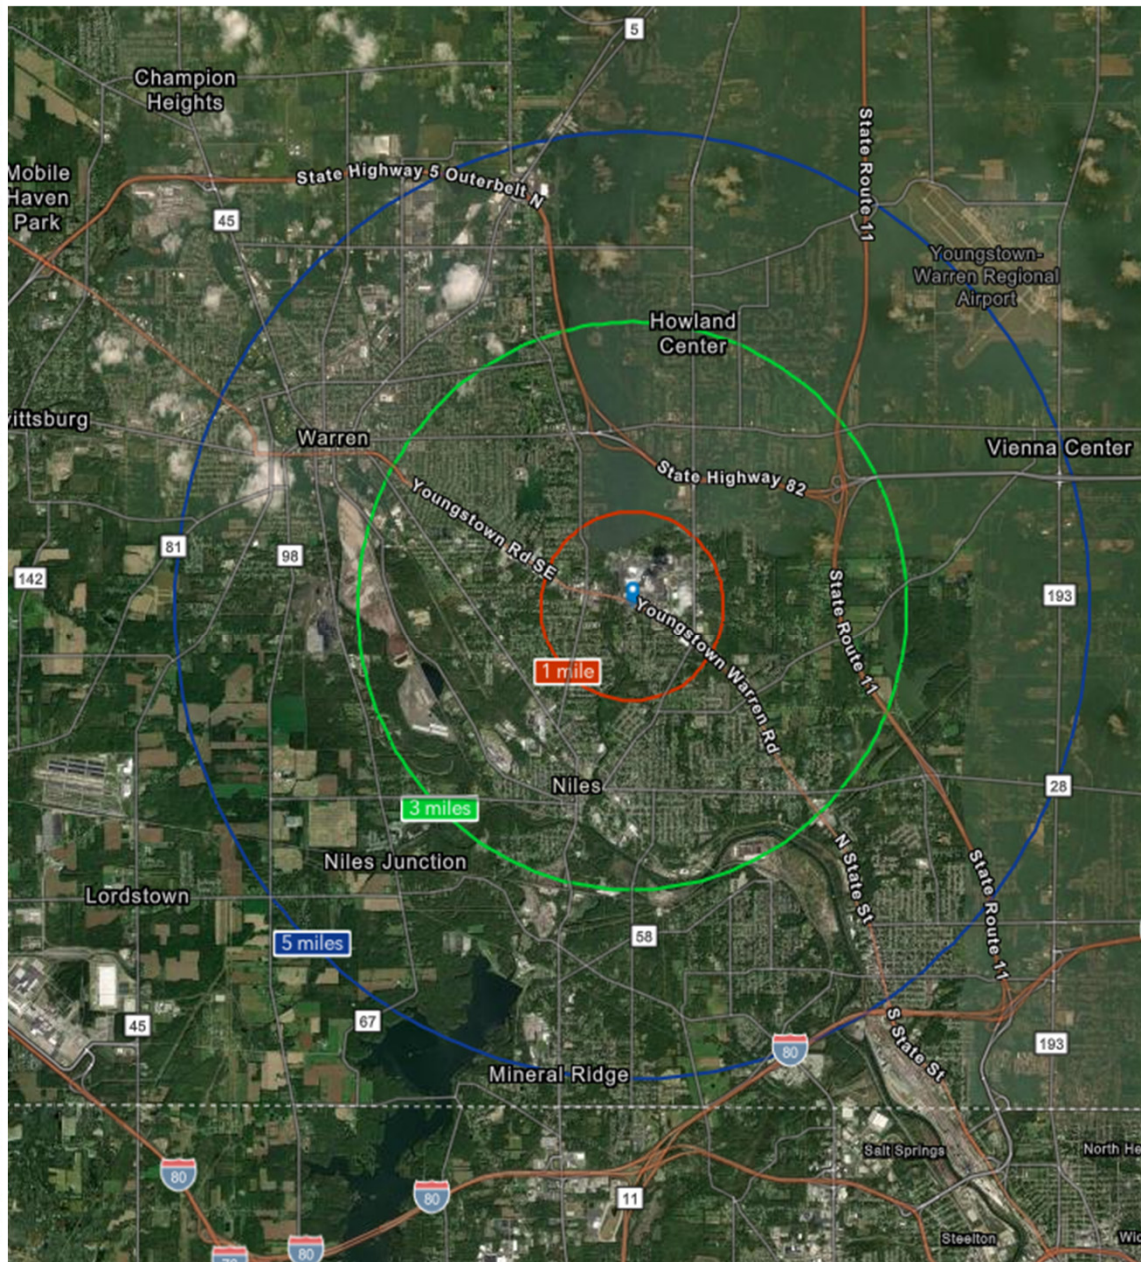 5
Champion
Heights
State Route 11
Mobile
Haven
Park
State Highway 5 Outerbelt N
45
Youngstown-
Warren Regional
Airport
Howland
Center
vittsburg
Warren
Vienna Center
State Highway 82
Youngstown Rd SE
81
98
142
193
Youngstown Warren Rd
State Route 11
1 mile
Niles
28
3 miles
N State St
Niles Junction
State Route 11
Lordstown
58
5 miles
67
45
S State St
193
80
Mineral Ridge
Salt Springs
North He
80
80
11
Steelton
Wic
80